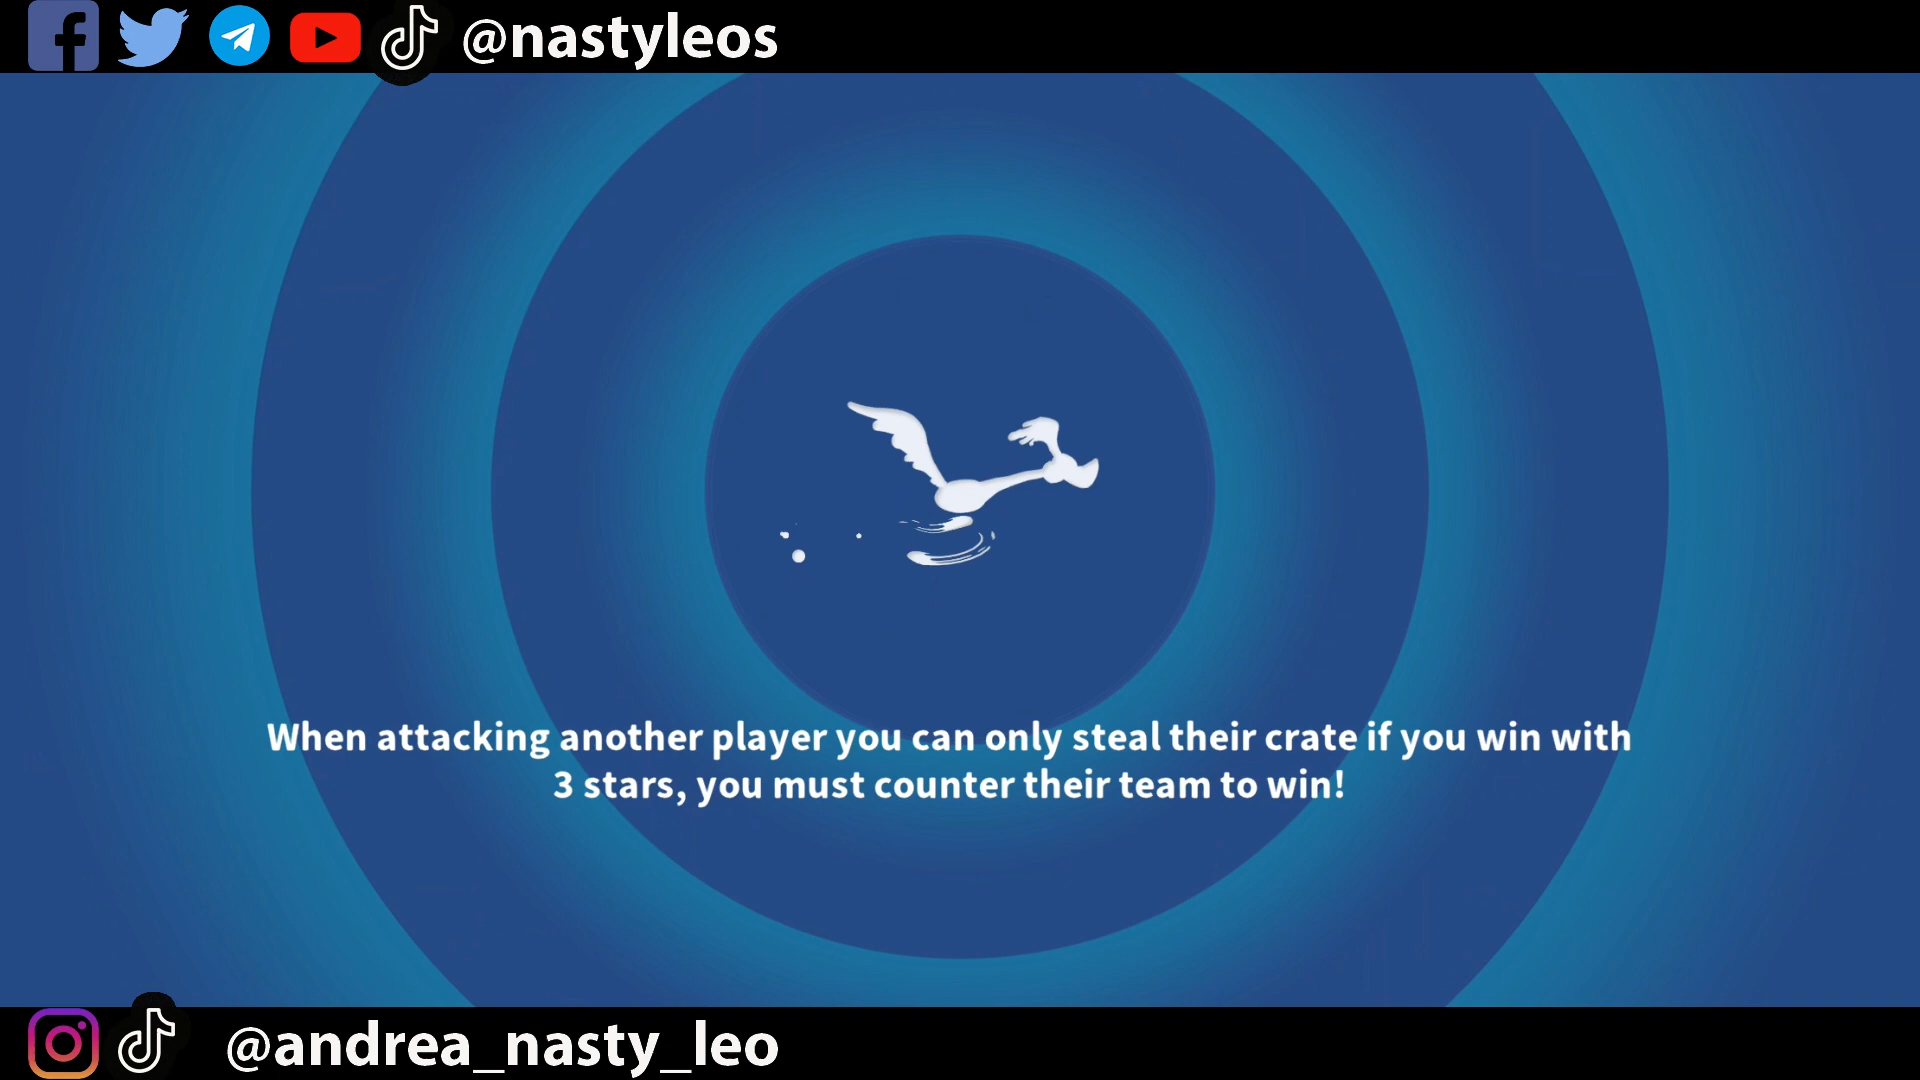 @nastyleos
When attacking another player you can only steal their crate if you win with
3 stars, you must counter their team to win!
@andrea_nasty_leo